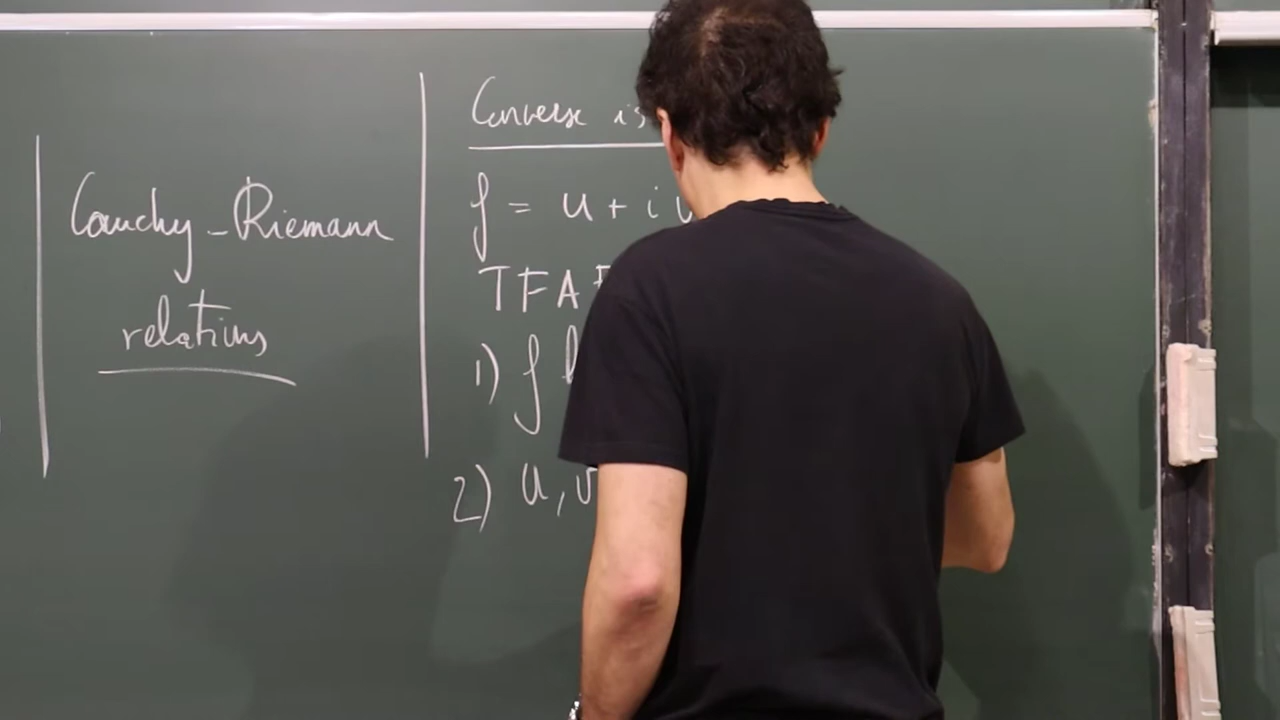 Cauchy-Riemann
relations
Converse is
f = u + i v
TFAE
1) f
2) u, v